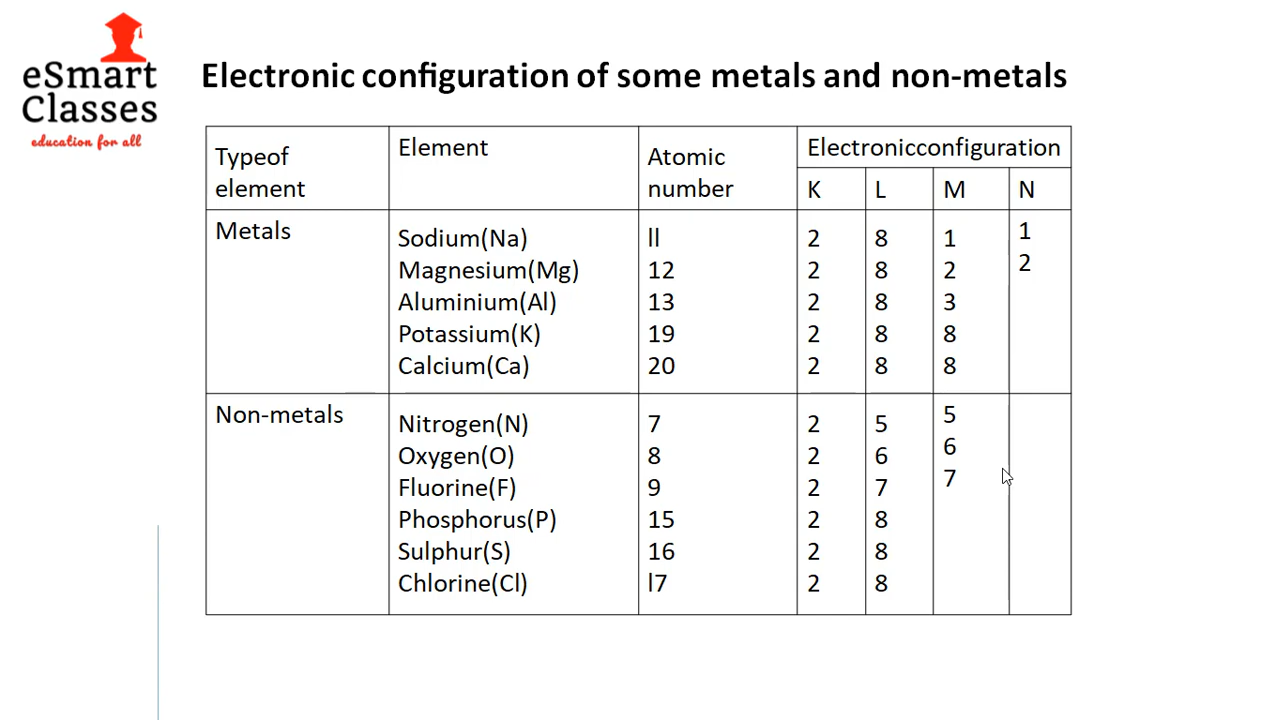 eSmart
Classes
education for all
Electronic configuration of some metals and non-metals
Typeof element Element Atomic number Electronicconfiguration
K L M N
Metals Sodium(Na) ll 2 8 1 1
Magnesium(Mg) 12 2 8 2 2
Aluminium(Al) 13 2 8 3
Potassium(K) 19 2 8 8
Calcium(Ca) 20 2 8 8
Non-metals Nitrogen(N) 7 2 5 5
Oxygen(O) 8 2 6 6
Fluorine(F) 9 2 7 7
Phosphorus(P) 15 2 8
Sulphur(S) 16 2 8
Chlorine(Cl) l7 2 8